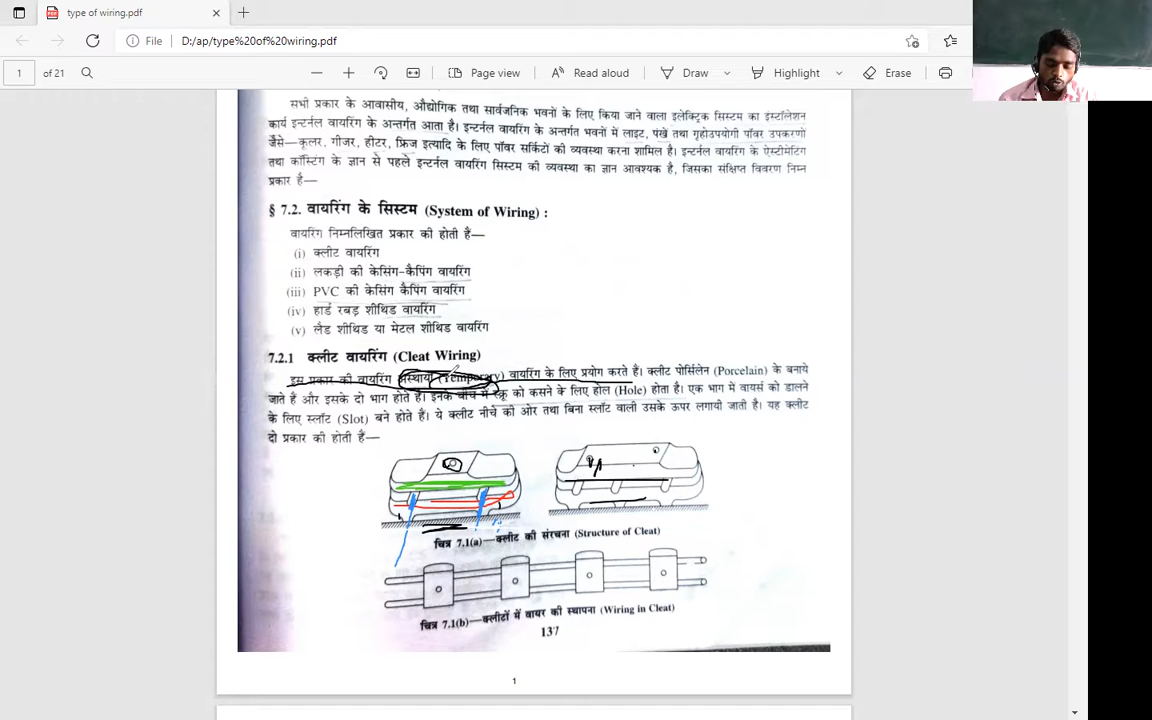 type of wiring.pdf
File
D:/ap/type%20of%20wiring.pdf
1 of 21
Page view
Read aloud
Draw
Highlight
Erase
सभी प्रकार के आवासीय, औद्योगिक तथा सार्वजनिक भवनों के लिए किया जाने वाला इलेक्ट्रिक सिस्टम का इंस्टॉलेशन
कार्य इन्टर्नल वायरिंग के अन्तर्गत आता है। इन्टर्नल वायरिंग के अन्तर्गत भवनों में लाइट, पंखे तथा गृहोउपयोगी पॉवर उपकरणों
जैसे—कूलर, गीजर, हीटर, फ्रिज इत्यादि के लिए पॉवर सर्किटों की व्यवस्था करना शामिल है। इन्टर्नल वायरिंग के ऐस्टीमेटिंग
तथा कॉस्टिंग के ज्ञान से पहले इन्टर्नल वायरिंग सिस्टम की व्यवस्था का ज्ञान आवश्यक है, जिसका संक्षिप्त विवरण निम्न
प्रकार है—
§ 7.2. वायरिंग के सिस्टम (System of Wiring) :
वायरिंग निम्नलिखित प्रकार की होती हैं—
(i) क्लीट वायरिंग
(ii) लकड़ी की केसिंग-कैपिंग वायरिंग
(iii) PVC की केसिंग कैपिंग वायरिंग
(iv) हार्ड रबड़ शीथिड वायरिंग
(v) लैड शीथिड या मेटल शीथिड वायरिंग
7.2.1 क्लीट वायरिंग (Cleat Wiring)
इस प्रकार की वायरिंग अस्थायी (Temporary) वायरिंग के लिए प्रयोग करते हैं। क्लीट पोर्सिलेन (Porcelain) के बनाये
जाते हैं और इसके दो भाग होते हैं। इनके बीच में स्क्रू को कसने के लिए होल (Hole) होता है। एक भाग में वायर्स को डालने
के लिए स्लॉट (Slot) बने होते है। ये क्लीट नीचे की ओर तथा बिना स्लॉट वाली उसके ऊपर लगायी जाती है। यह क्लीट
दो प्रकार की होती हैं—
चित्र 7.1(a)—क्लीट की संरचना (Structure of Cleat)
चित्र 7.1(b)—क्लीटों में वायर की स्थापना (Wiring in Cleat)
137
1